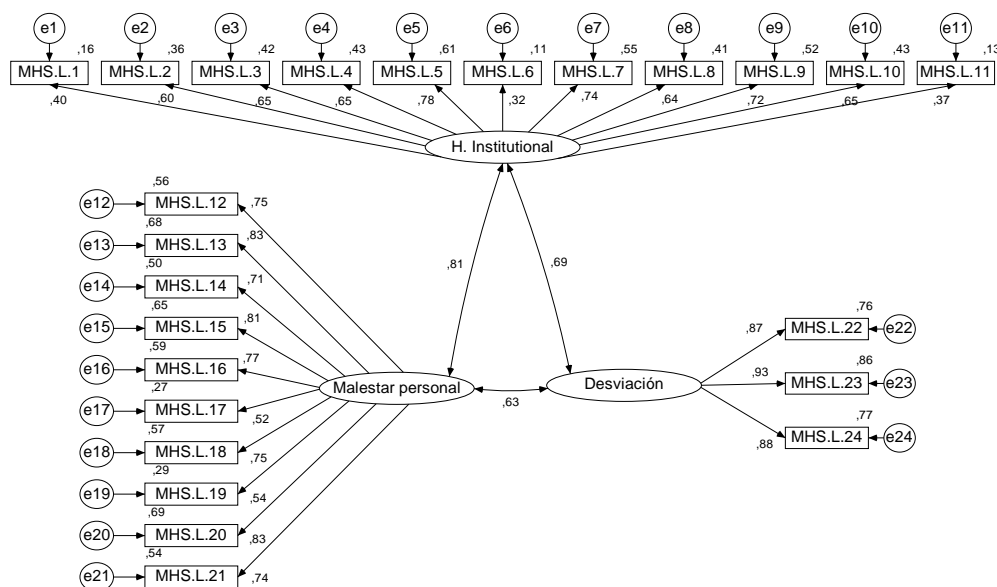 e1 e2 e3 e4 e5 e6 e7 e8 e9 e10 e11
,16 ,36 ,42 ,43 ,61 ,11 ,55 ,41 ,52 ,43 ,13
MHS.L.1 MHS.L.2 MHS.L.3 MHS.L.4 MHS.L.5 MHS.L.6 MHS.L.7 MHS.L.8 MHS.L.9 MHS.L.10 MHS.L.11
,40 ,60 ,65 ,65 ,78 ,32 ,74 ,64 ,72 ,65 ,37
H. Institutional
,56
e12 MHS.L.12 ,75
,68
e13 MHS.L.13 ,83
,50
e14 MHS.L.14 ,71
,65
e15 MHS.L.15 ,81
,59
e16 MHS.L.16 ,77
,27
e17 MHS.L.17 ,52
,57
e18 MHS.L.18 ,75
,29
e19 MHS.L.19 ,54
,69
e20 MHS.L.20 ,83
,54
e21 MHS.L.21 ,74
,81 ,69
Malestar personal
,63
Desviación
,76
,87 MHS.L.22 e22
,86
,93 MHS.L.23 e23
,77
,88 MHS.L.24 e24